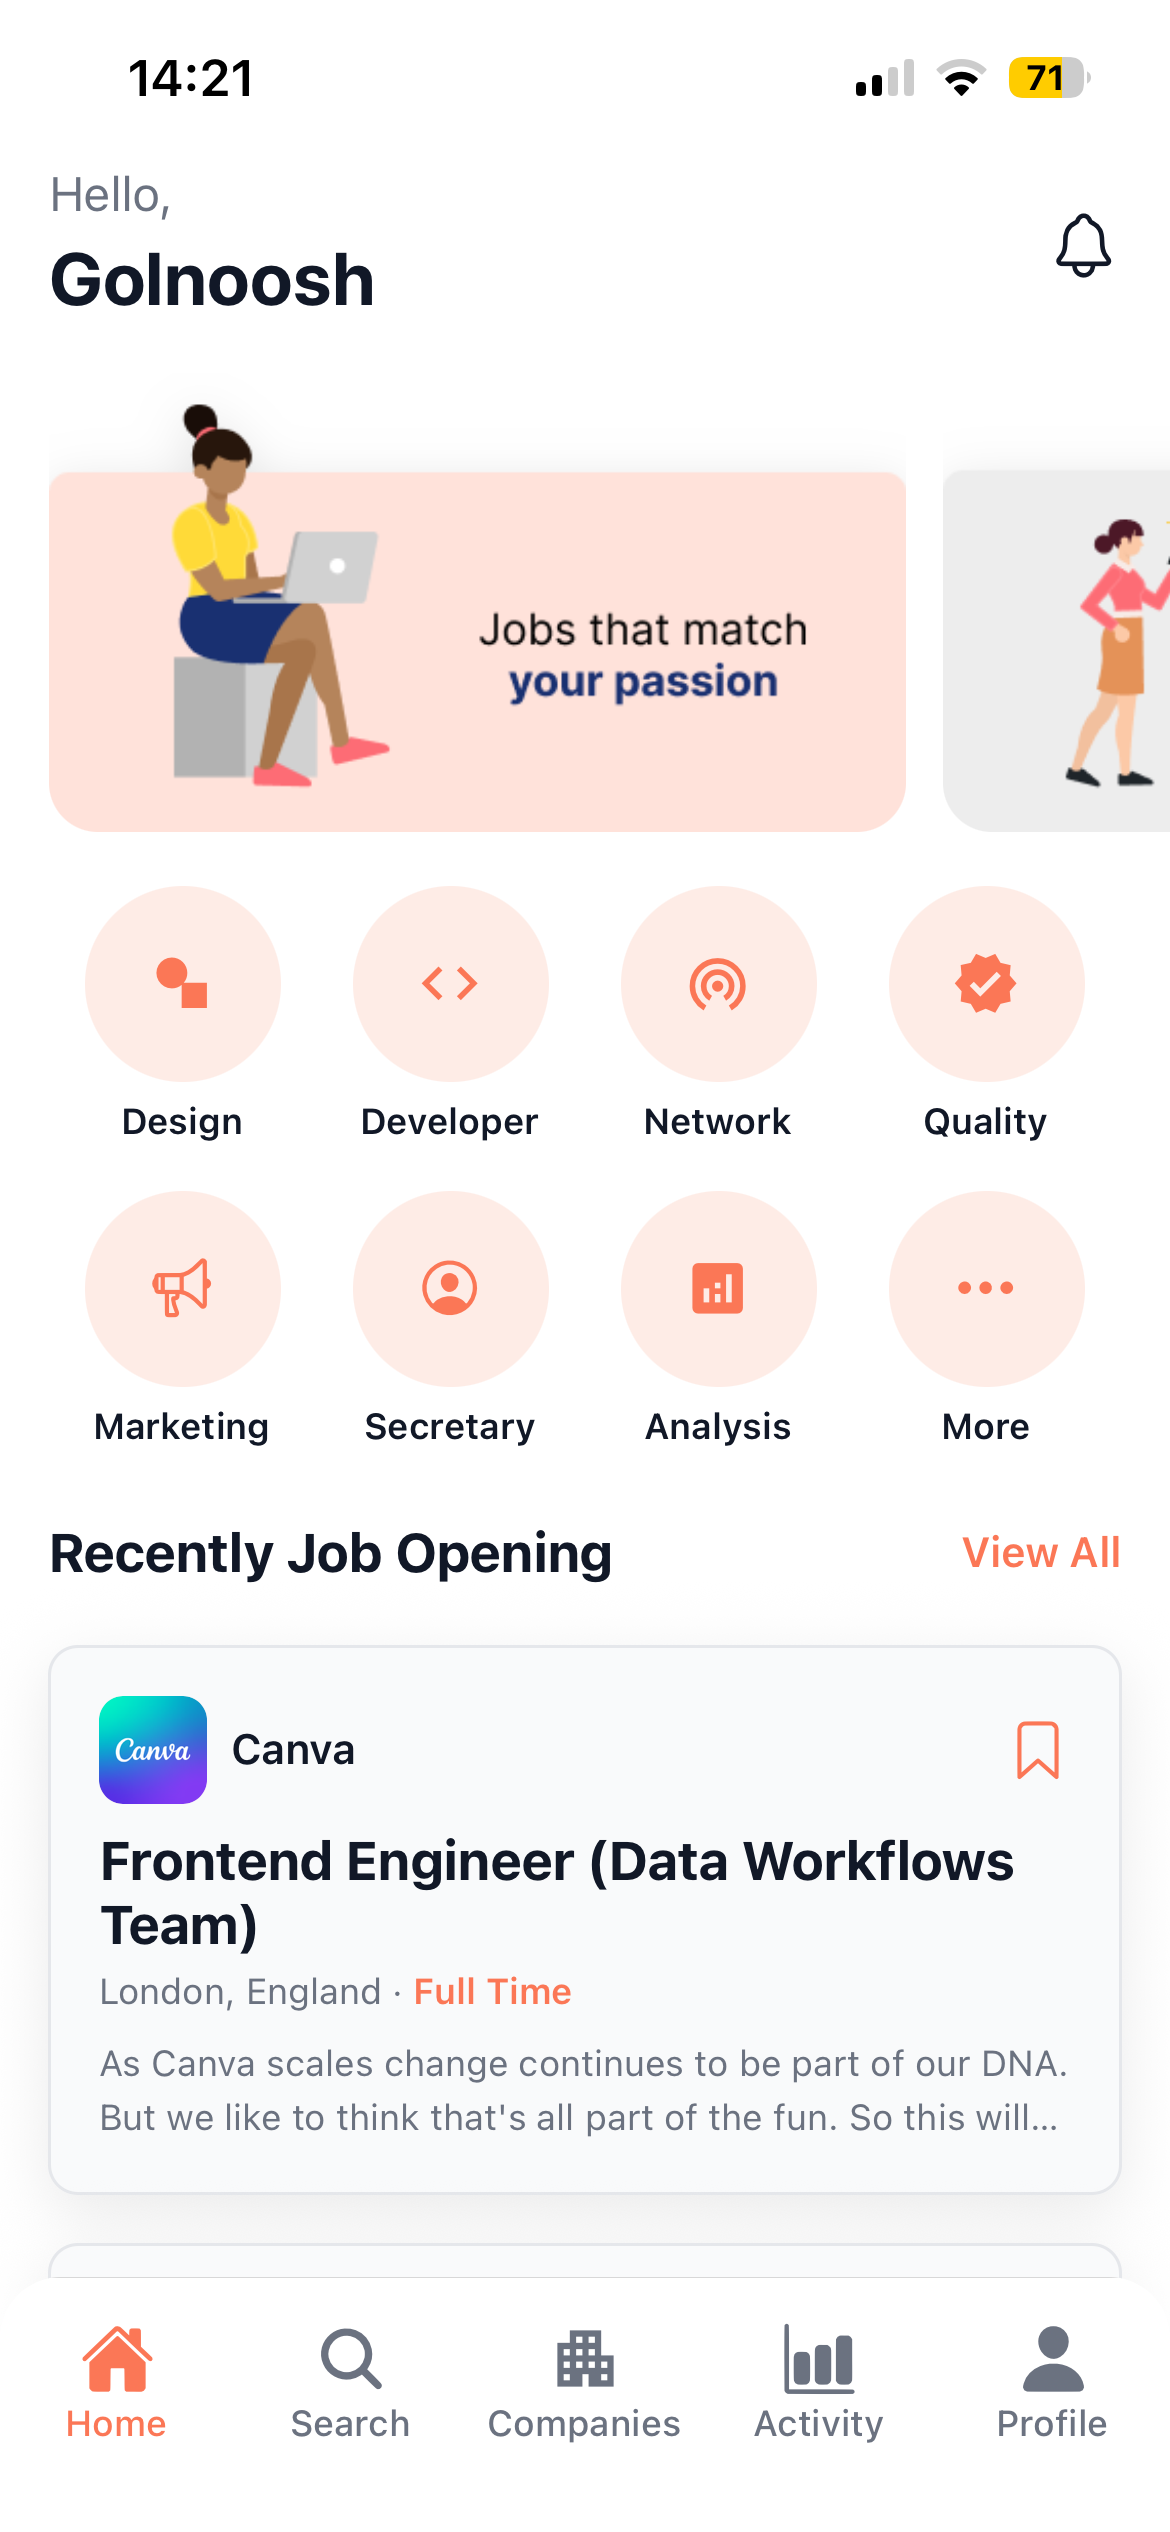 14:21
71
Hello,
Golnoosh
Jobs that match
your passion
Design
Developer
Network
Quality
Marketing
Secretary
Analysis
More
Recently Job Opening
View All
Canva
Canva
Frontend Engineer (Data Workflows
Team)
London, England · Full Time
As Canva scales change continues to be part of our DNA.
But we like to think that's all part of the fun. So this will...
Home
Search
Companies
Activity
Profile